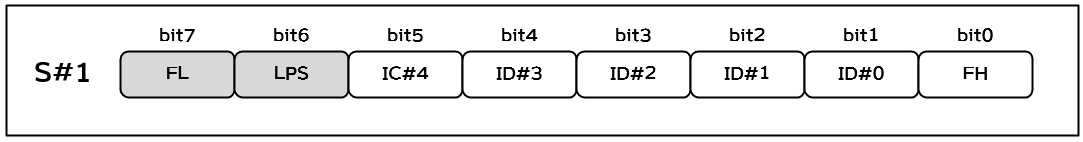 bit7 bit6 bit5 bit4 bit3 bit2 bit1 bit0
S#1 FL LPS IC#4 ID#3 ID#2 ID#1 ID#0 FH